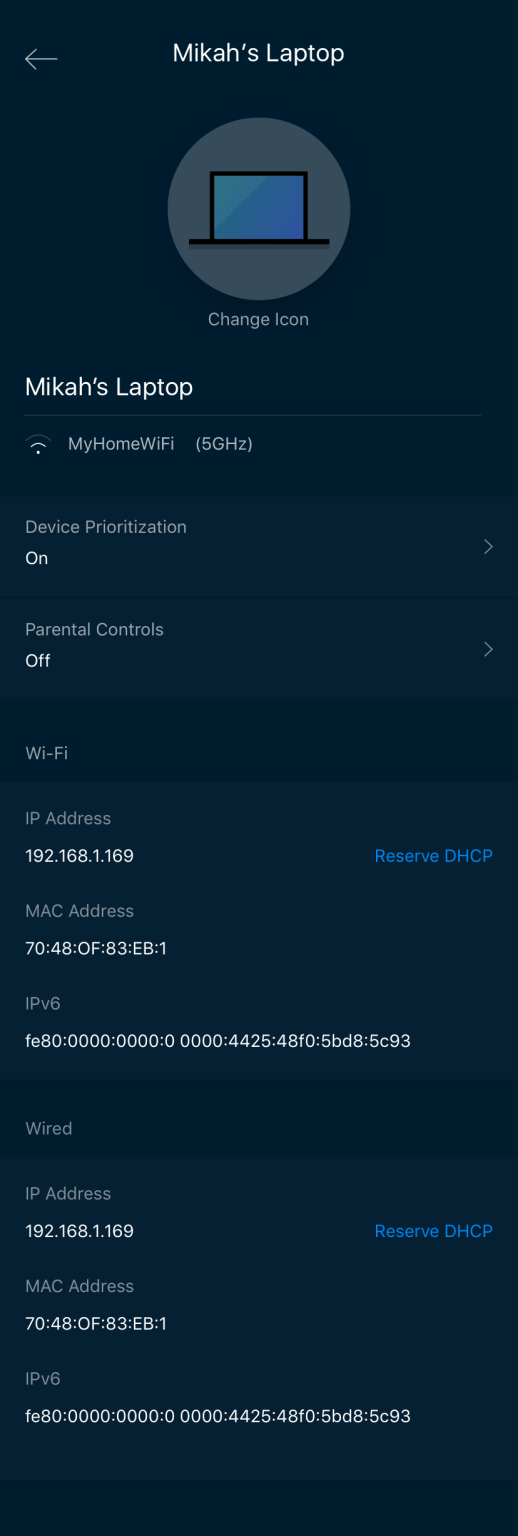 Mikah’s Laptop
Change Icon
Mikah’s Laptop
MyHomeWiFi (5GHz)
Device Prioritization
On
Parental Controls
Off
Wi-Fi
IP Address
192.168.1.169 Reserve DHCP
MAC Address
70:48:OF:83:EB:1
IPv6
fe80:0000:0000:0 0000:4425:48f0:5bd8:5c93
Wired
IP Address
192.168.1.169 Reserve DHCP
MAC Address
70:48:OF:83:EB:1
IPv6
fe80:0000:0000:0 0000:4425:48f0:5bd8:5c93